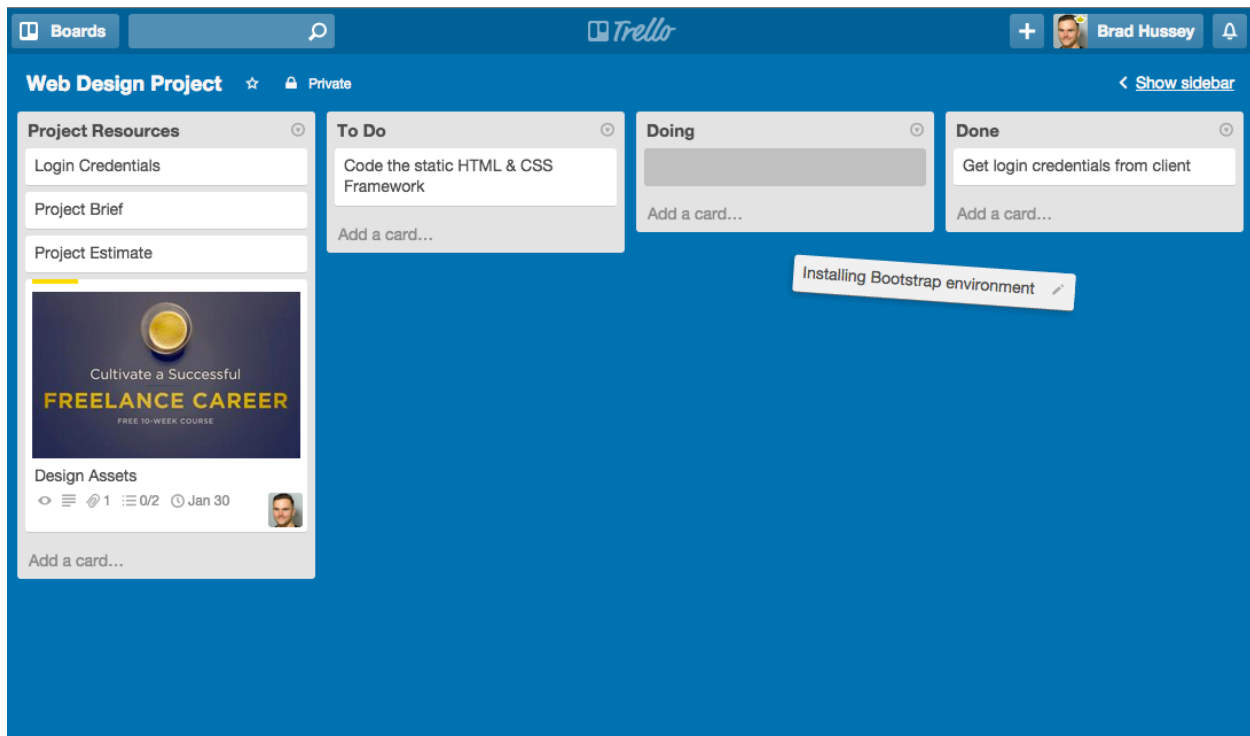 Boards
Trello
Brad Hussey
Web Design Project
Private
Show sidebar
Project Resources
Login Credentials
Project Brief
Project Estimate
Cultivate a Successful
FREELANCE CAREER
FREE 10-WEEK COURSE
Design Assets
1 0/2 Jan 30
Add a card...
To Do
Code the static HTML & CSS
Framework
Add a card...
Doing
Add a card...
Installing Bootstrap environment
Done
Get login credentials from client
Add a card...